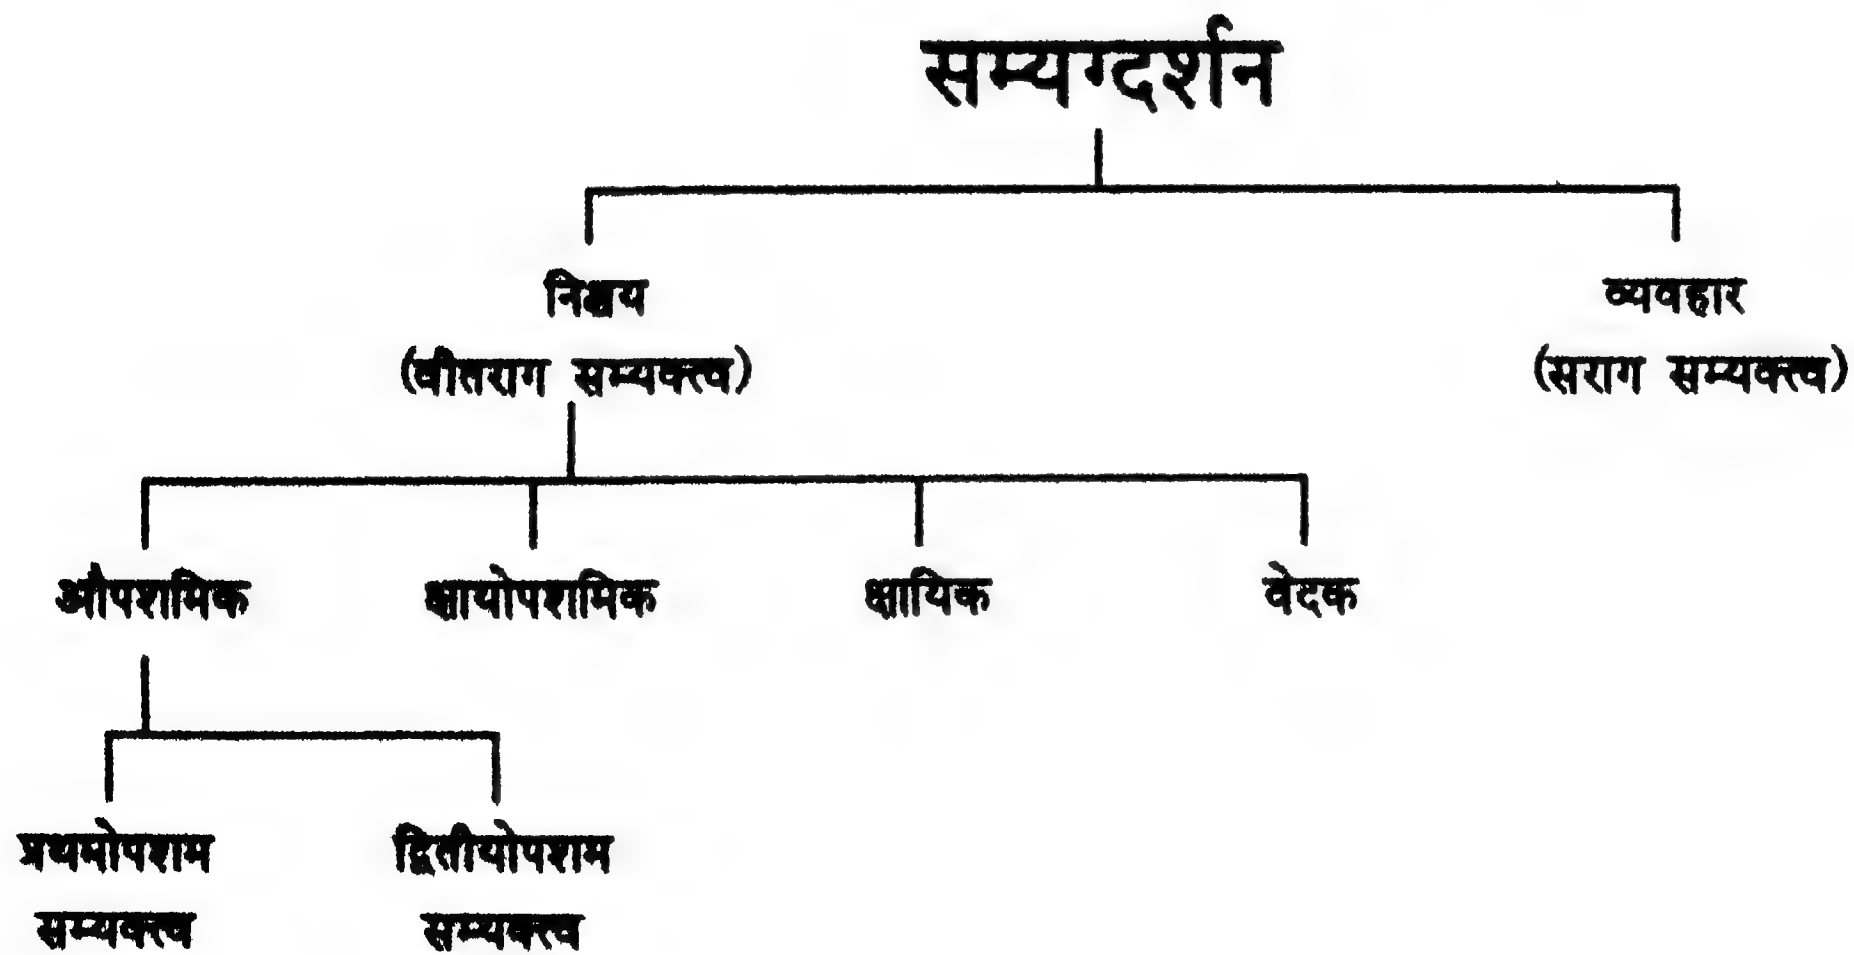 सम्यग्दर्शन
निश्चय व्यवहार
(वीतराग सम्यक्त्व) (सराग सम्यक्त्व)
औपशमिक क्षायोपशमिक क्षायिक वेदक
प्रथमोपशम द्वितीयोपशम
सम्यक्त्व सम्यक्त्व